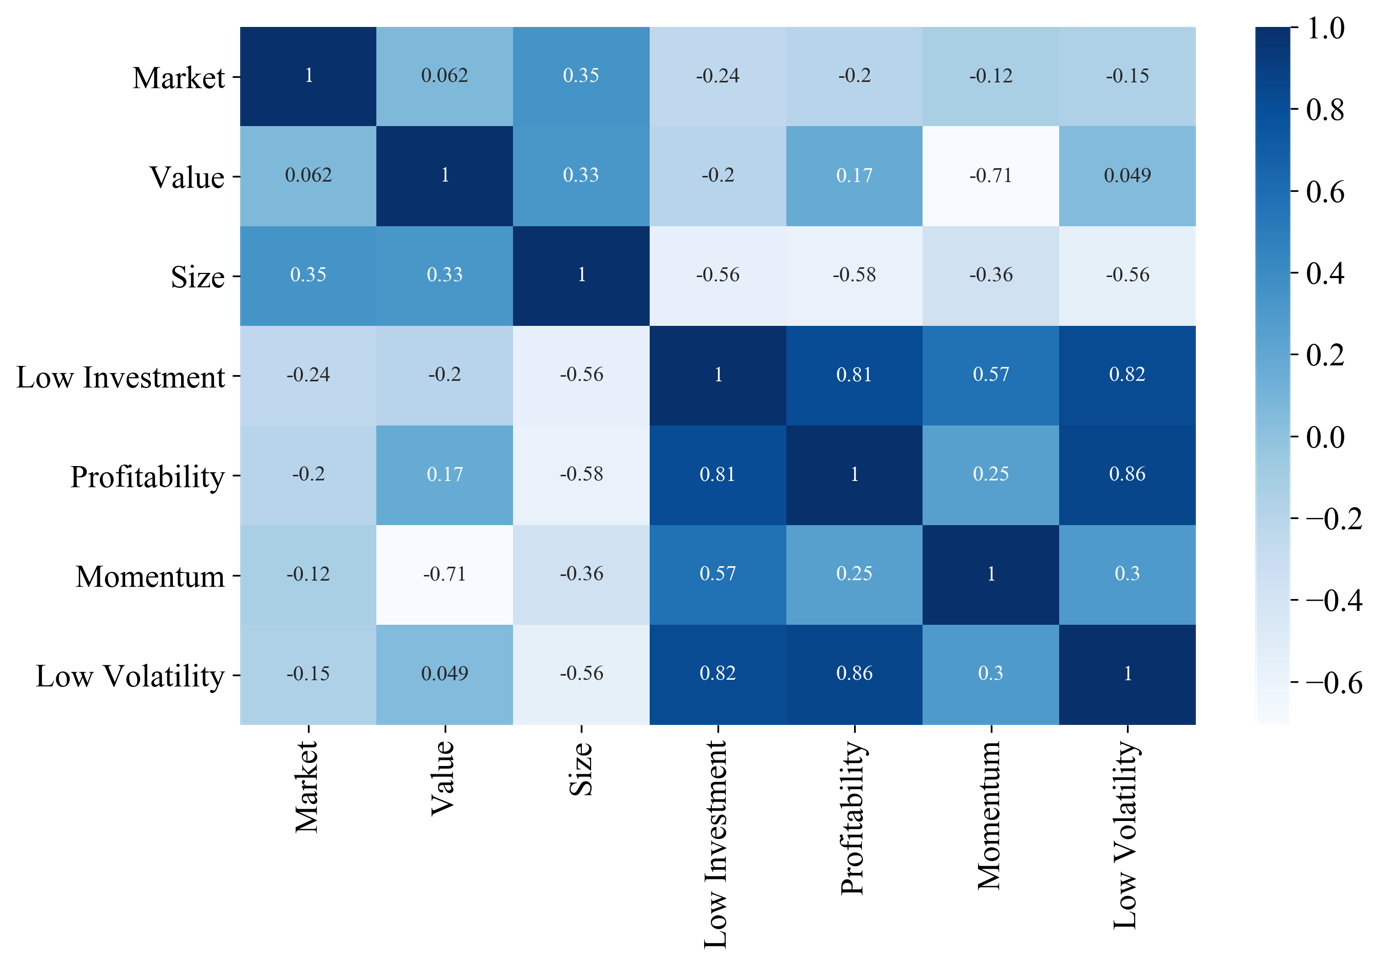 Market 1 0.062 0.35 -0.24 -0.2 -0.12 -0.15
Value 0.062 1 0.33 -0.2 0.17 -0.71 0.049
Size 0.35 0.33 1 -0.56 -0.58 -0.36 -0.56
Low Investment -0.24 -0.2 -0.56 1 0.81 0.57 0.82
Profitability -0.2 0.17 -0.58 0.81 1 0.25 0.86
Momentum -0.12 -0.71 -0.36 0.57 0.25 1 0.3
Low Volatility -0.15 0.049 -0.56 0.82 0.86 0.3 1
Market
Value
Size
Low Investment
Profitability
Momentum
Low Volatility
1.0
0.8
0.6
0.4
0.2
0.0
−0.2
−0.4
−0.6